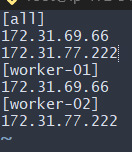 [all]
172.31.69.66
172.31.77.222
[worker-01]
172.31.69.66
[worker-02]
172.31.77.222
~